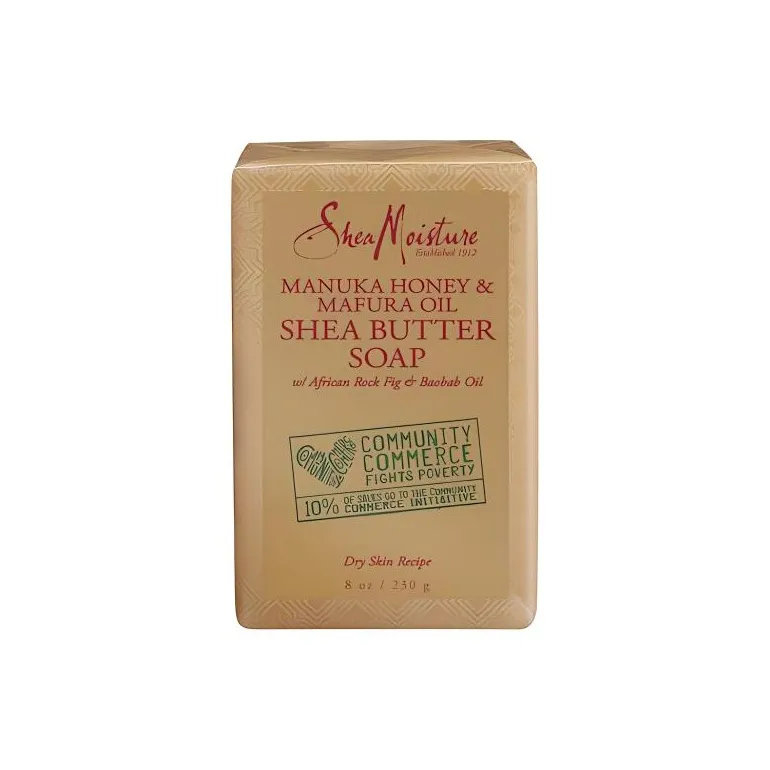 SheaMoisture
Established 1912
MANUKA HONEY &
MAFURA OIL
SHEA BUTTER
SOAP
w/ African Rock Fig & Baobab Oil
COMMUNITY
COMMERCE
FIGHTS POVERTY
10% OF SALES GO TO THE COMMUNITY
COMMERCE INITIATIVE
Dry Skin Recipe
8 oz / 230 g